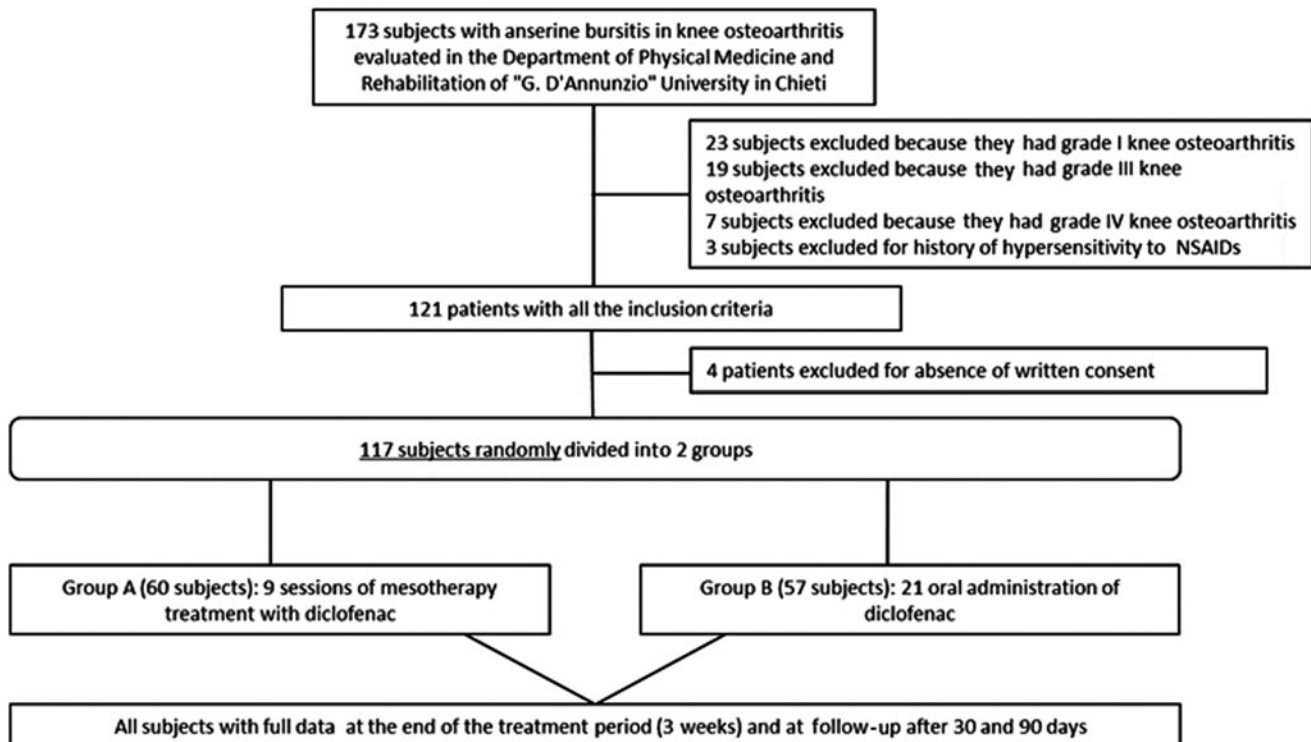 173 subjects with anserine bursitis in knee osteoarthritis
evaluated in the Department of Physical Medicine and
Rehabilitation of "G. D'Annunzio" University in Chieti
23 subjects excluded because they had grade I knee osteoarthritis
19 subjects excluded because they had grade III knee
osteoarthritis
7 subjects excluded because they had grade IV knee osteoarthritis
3 subjects excluded for history of hypersensitivity to NSAIDs
121 patients with all the inclusion criteria
4 patients excluded for absence of written consent
117 subjects randomly divided into 2 groups
Group A (60 subjects): 9 sessions of mesotherapy
treatment with diclofenac
Group B (57 subjects): 21 oral administration of
diclofenac
All subjects with full data at the end of the treatment period (3 weeks) and at follow-up after 30 and 90 days